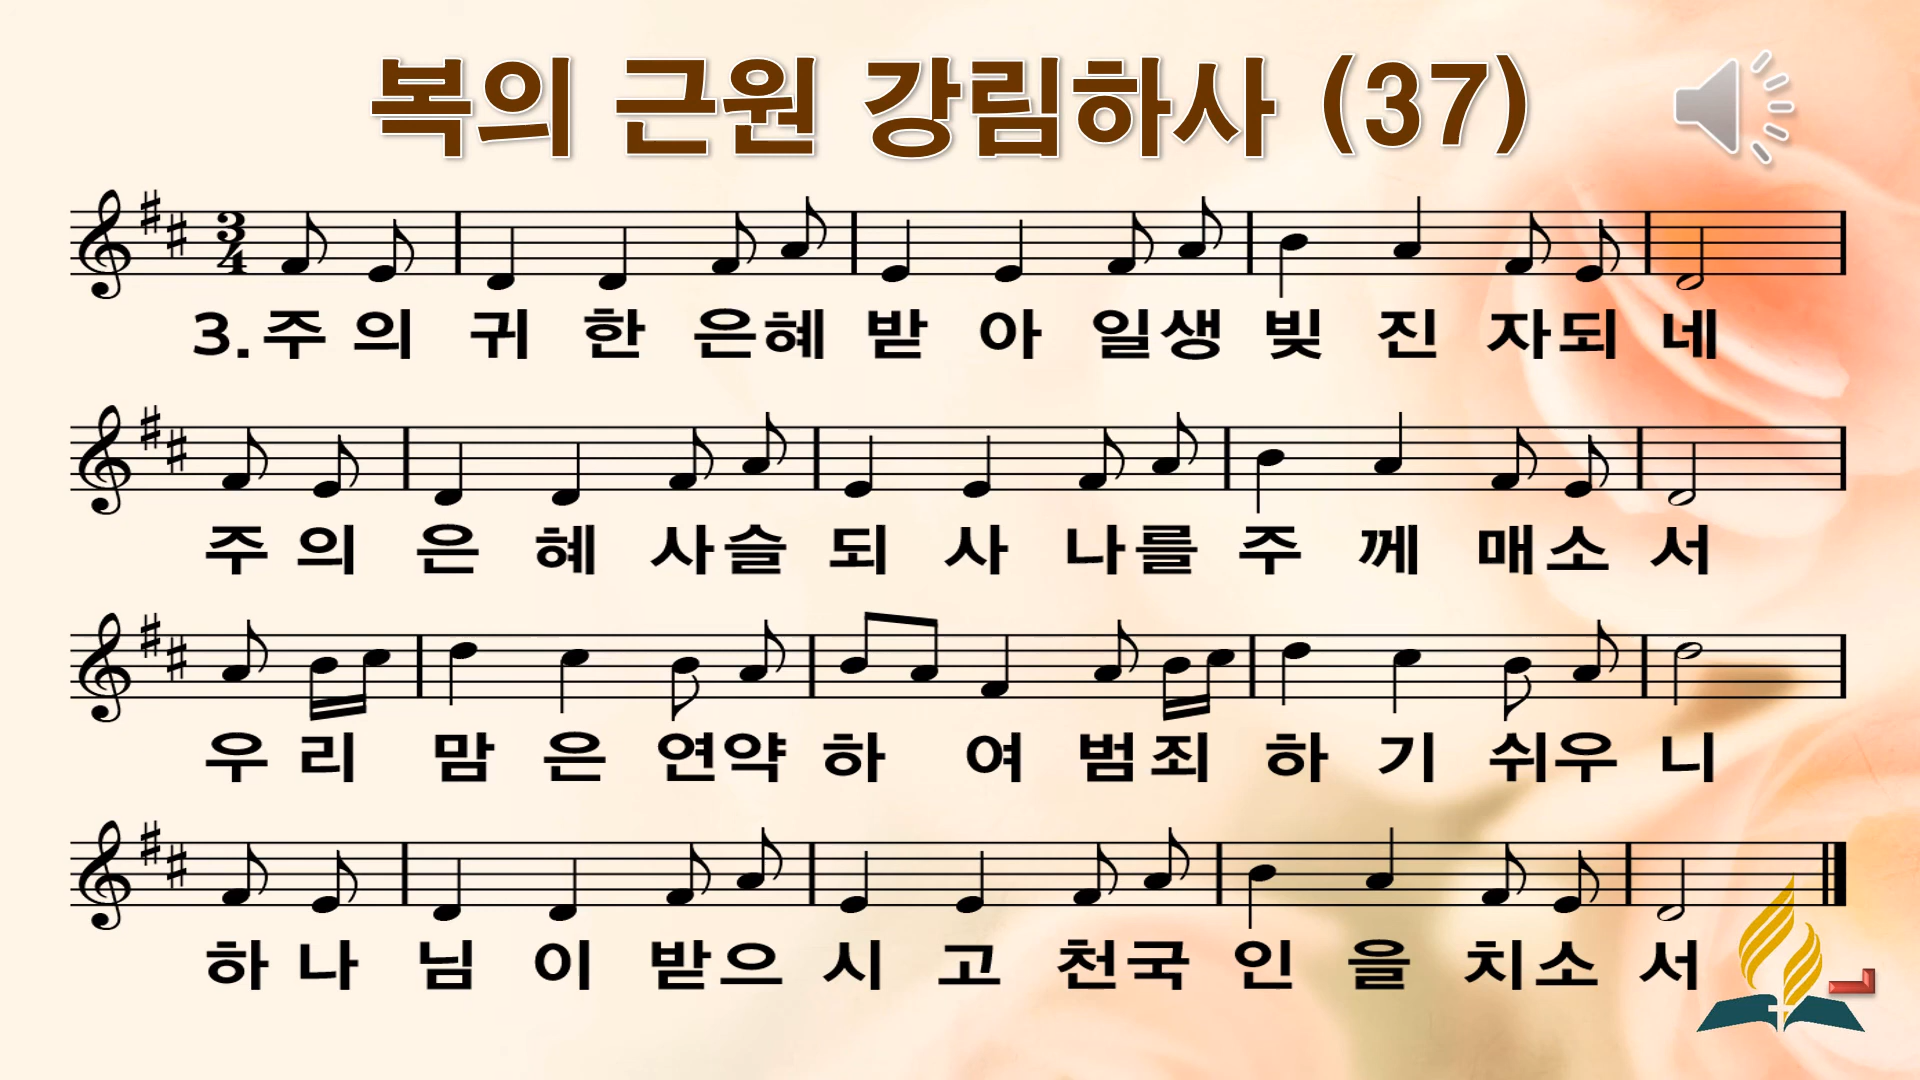 복의 근원 강림하사 (37)
3.주 의 귀 한 은혜 받 아 일생 빚 진 자되 네
주 의 은 혜 사슬 되 사 나를 주 께 매소 서
우 리 맘 은 연약 하 여 범죄 하 기 쉬우 니
하 나 님 이 받으 시 고 천국 인 을 치소 서